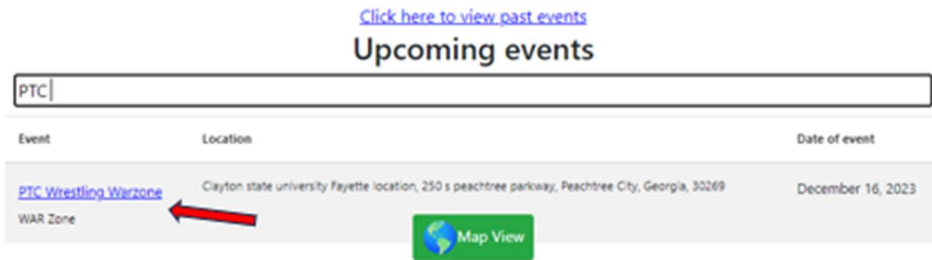 Click here to view past events
Upcoming events
PTC
Event Location Date of event
PTC Wrestling Warzone Clayton state university Fayette location, 250 s peachtree parkway, Peachtree City, Georgia, 30269 December 16, 2023
WAR Zone
Map View